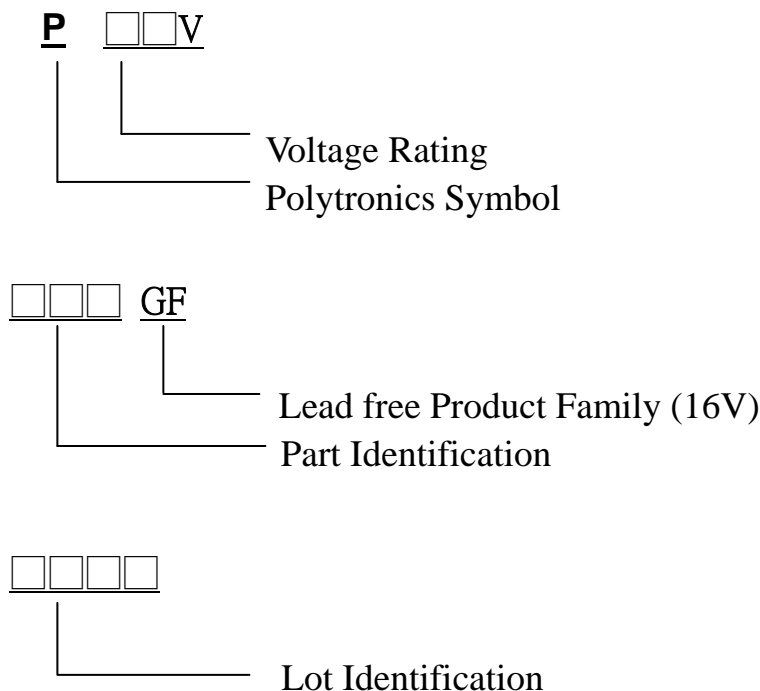 P □□V
Voltage Rating
Polytronics Symbol
□□□ GF
Lead free Product Family (16V)
Part Identification
□□□□
Lot Identification